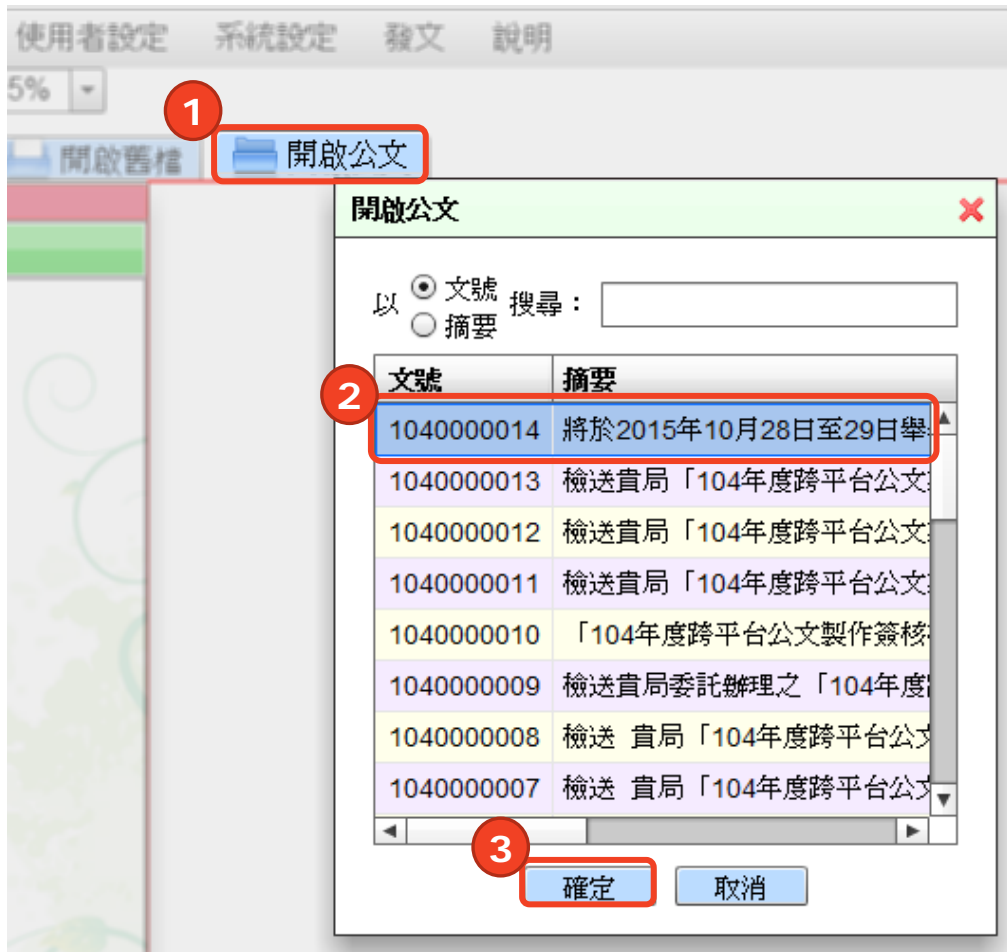 使用者設定 系統設定 發文 說明
5%
1
開啟舊檔 開啟公文
開啟公文
以 文號 搜尋：
摘要
文號 摘要
2
1040000014 將於2015年10月28日至29日舉
1040000013 檢送貴局「104年度跨平台公文
1040000012 檢送貴局「104年度跨平台公文
1040000011 檢送貴局「104年度跨平台公文
1040000010 「104年度跨平台公文製作簽核
1040000009 檢送貴局委託辦理之「104年度
1040000008 檢送 貴局「104年度跨平台公文
1040000007 檢送 貴局「104年度跨平台公文
3
確定 取消